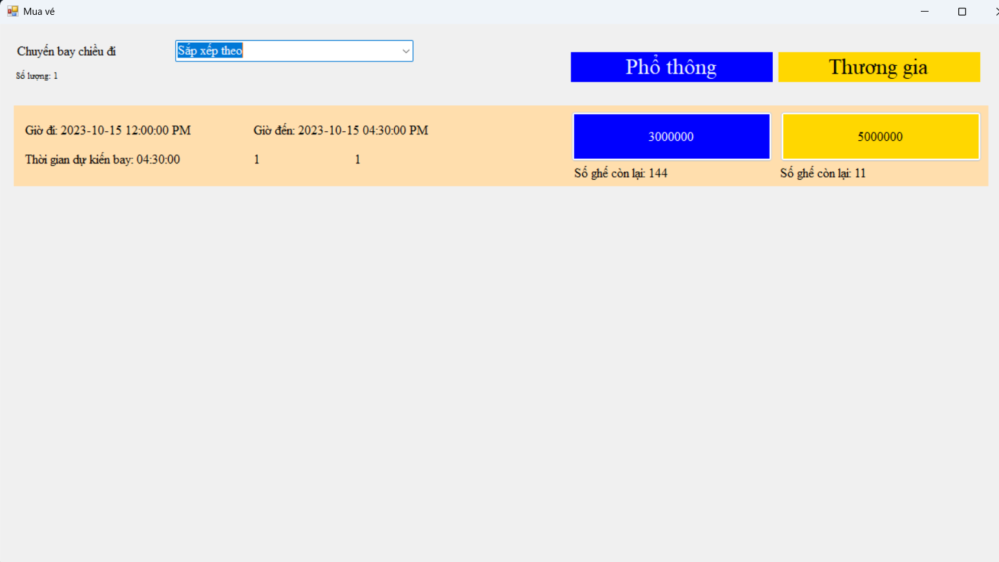 Mua vé
Chuyến bay chiều đi
Sắp xếp theo
Số lượng: 1
Phổ thông
Thương gia
Giờ đi: 2023-10-15 12:00:00 PM
Giờ đến: 2023-10-15 04:30:00 PM
3000000
5000000
Thời gian dự kiến bay: 04:30:00
1
1
Số ghế còn lại: 144
Số ghế còn lại: 11